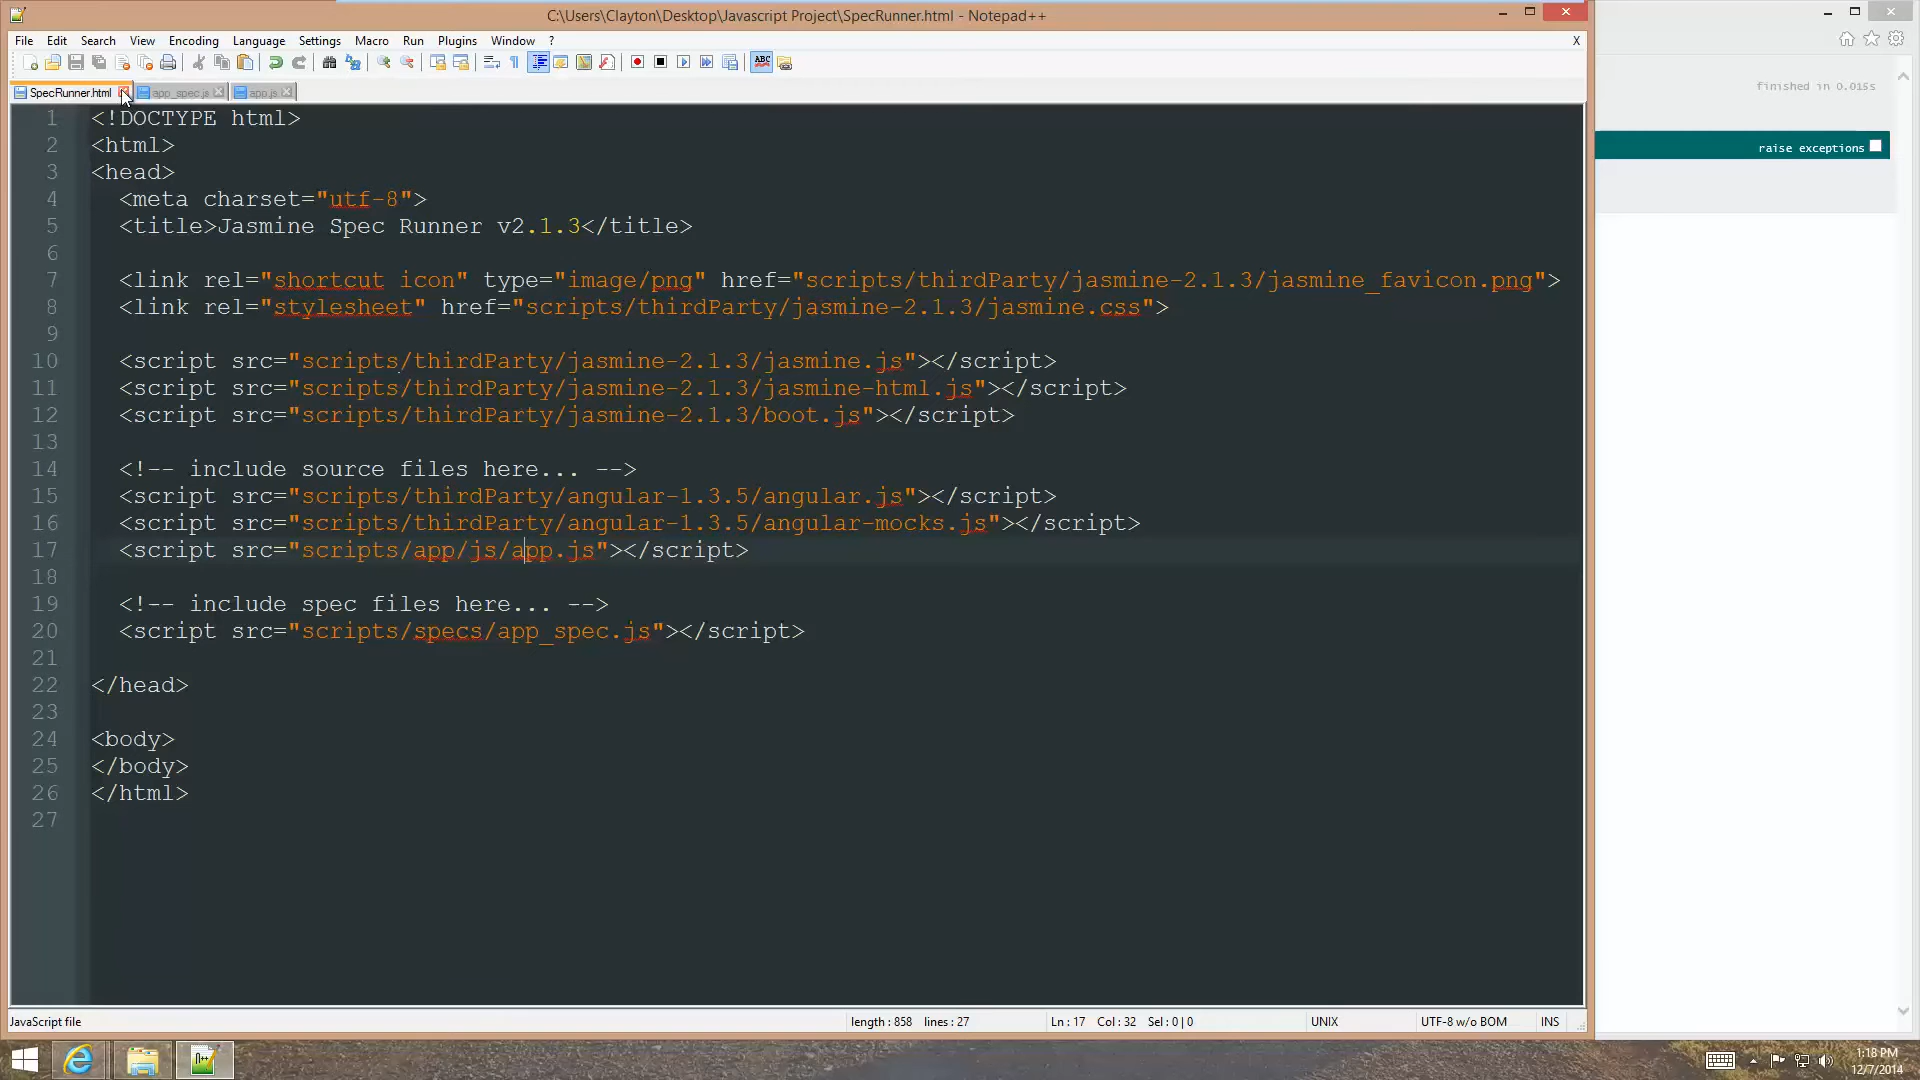 C:\Users\Clayton\Desktop\Javascript Project\SpecRunner.html - Notepad++
File Edit Search View Encoding Language Settings Macro Run Plugins Window ? X
ABC
SpecRunner.html app_spec.js app.js
1 <!DOCTYPE html>
2 <html>
3 <head>
4 <meta charset="utf-8">
5 <title>Jasmine Spec Runner v2.1.3</title>
6
7 <link rel="shortcut icon" type="image/png" href="scripts/thirdParty/jasmine-2.1.3/jasmine_favicon.png">
8 <link rel="stylesheet" href="scripts/thirdParty/jasmine-2.1.3/jasmine.css">
9
10 <script src="scripts/thirdParty/jasmine-2.1.3/jasmine.js"></script>
11 <script src="scripts/thirdParty/jasmine-2.1.3/jasmine-html.js"></script>
12 <script src="scripts/thirdParty/jasmine-2.1.3/boot.js"></script>
13
14 <!-- include source files here... -->
15 <script src="scripts/thirdParty/angular-1.3.5/angular.js"></script>
16 <script src="scripts/thirdParty/angular-1.3.5/angular-mocks.js"></script>
17 <script src="scripts/app/js/app.js"></script>
18
19 <!-- include spec files here... -->
20 <script src="scripts/specs/app_spec.js"></script>
21
22 </head>
23
24 <body>
25 </body>
26 </html>
27
finished in 0.015s
raise exceptions
JavaScript file length : 858 lines : 27 Ln : 17 Col : 32 Sel : 0 | 0 UNIX UTF-8 w/o BOM INS
1:18 PM
12/7/2014